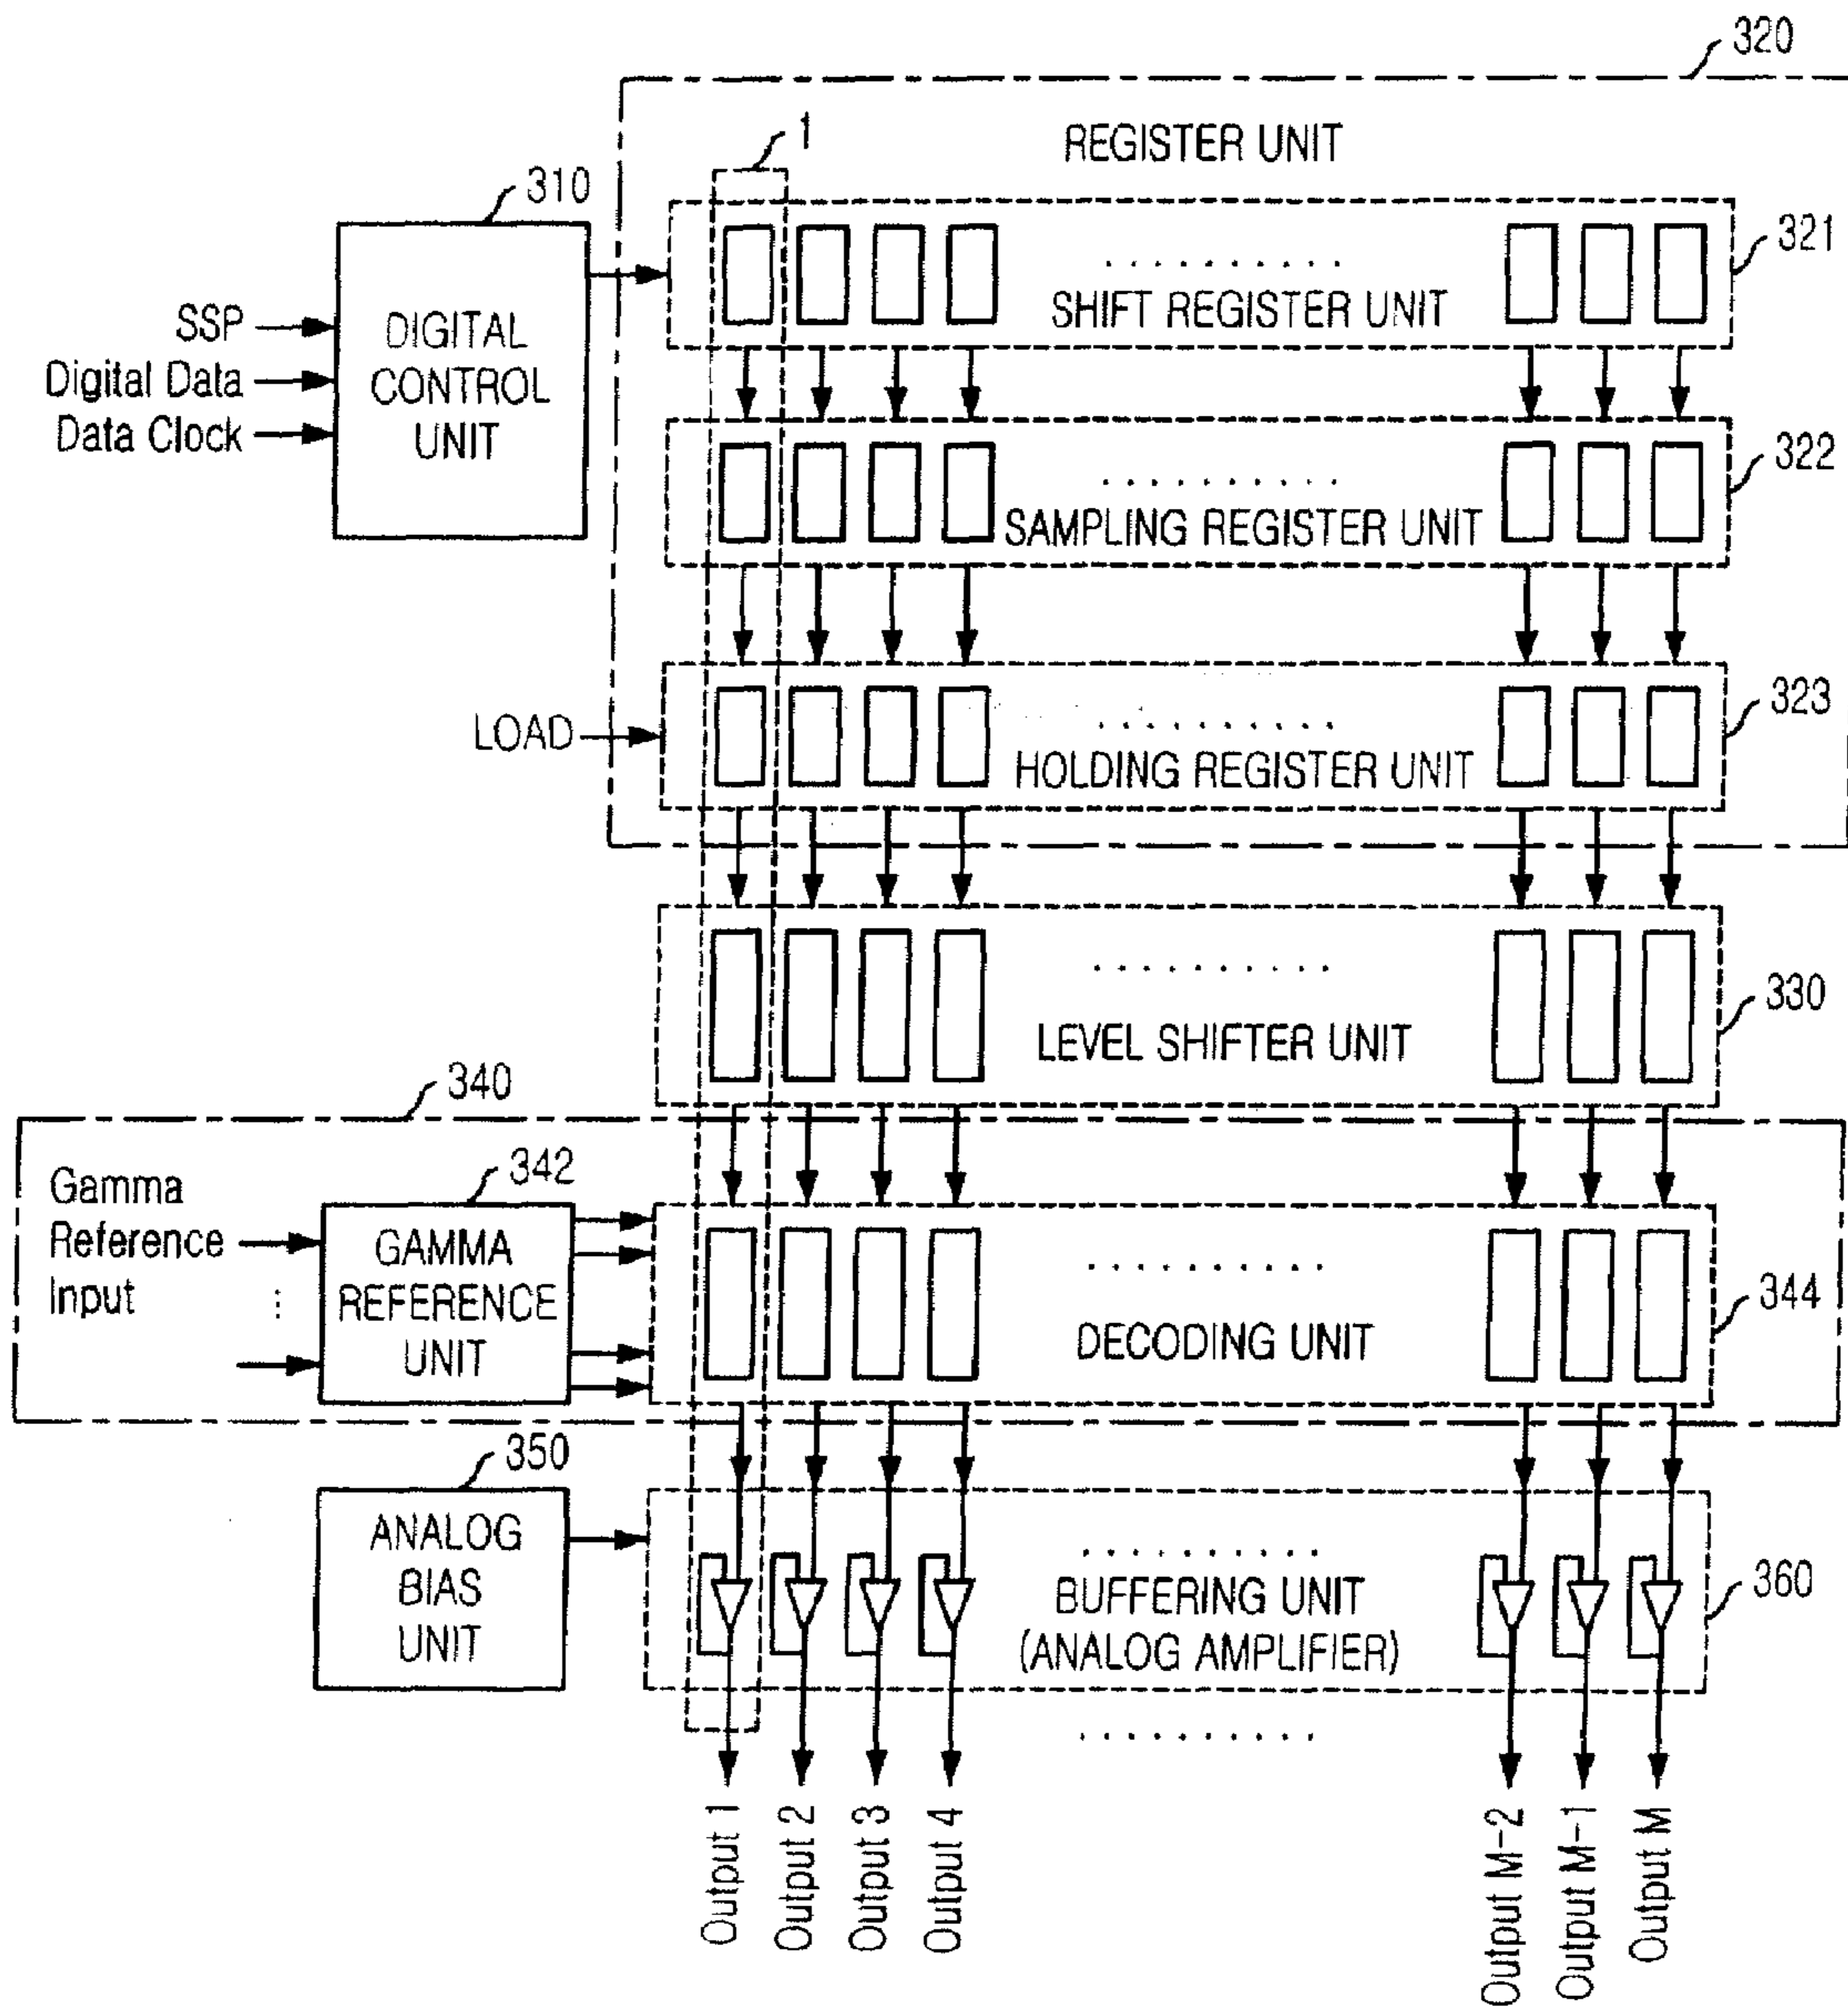 320
1
REGISTER UNIT
310
321
SHIFT REGISTER UNIT
SSP
Digital Data
Data Clock
DIGITAL
CONTROL
UNIT
322
SAMPLING REGISTER UNIT
323
LOAD
HOLDING REGISTER UNIT
330
LEVEL SHIFTER UNIT
340
Gamma
Reference
Input
342
GAMMA
REFERENCE
UNIT
344
DECODING UNIT
350
ANALOG
BIAS
UNIT
360
BUFFERING UNIT
(ANALOG AMPLIFIER)
Output 1
Output 2
Output 3
Output 4
Output M-2
Output M-1
Output M